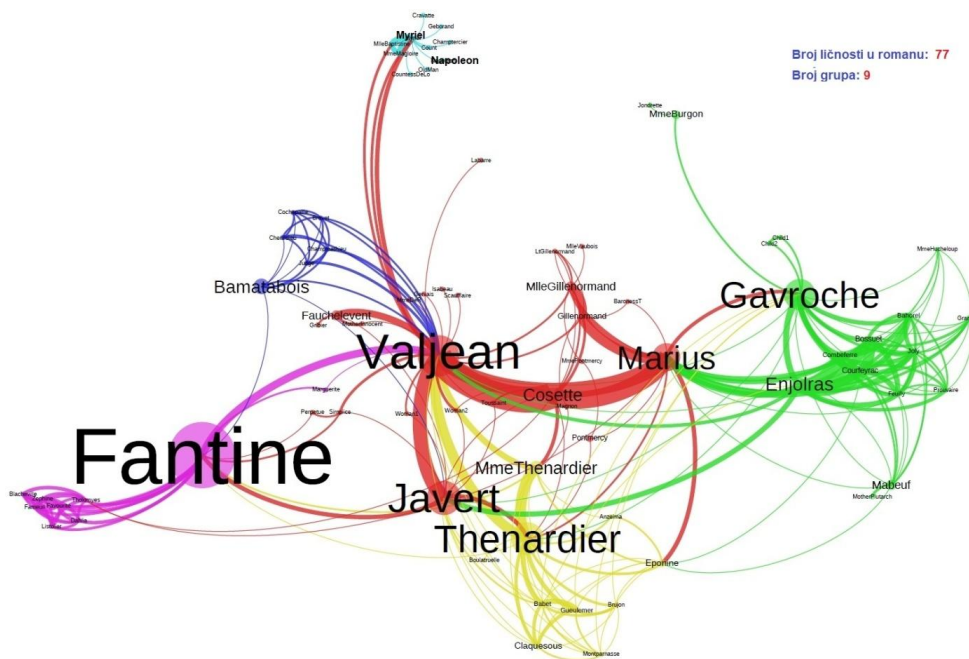 Cravatte
Geborand
Myriel
Champtercier
MlleBaptistine
Count
MmeMagloire
Napoleon
OldMan
CountessDeLo
Broj ličnosti u romanu: 77
Broj grupa: 9
Jondrette
MmeBurgon
Labarre
Cochepaille
Brevet
Chenildieu
Champmathieu
Judge
Bamatabois
Child1
Child2
MmeHucheloup
MlleVaubois
LtGillenormand
MlleGillenormand
Isabeau
Gervais
Scaufflaire
BaronessT
Gavroche
Fauchelevent
Gribier
MotherInnocent
Gillenormand
Bahorel
Bossuet
Valjean
Marius
Combeferre
Joly
MmePontmercy
Courfeyrac
Enjolras
Marguerite
Cosette
Feuilly
Prouvaire
Toussaint
Magnon
Perpetue
Simplice
Woman1
Woman2
Pontmercy
Fantine
MmeThenardier
Mabeuf
MotherPlutarch
Javert
Tholomyes
Fameuil
Favourite
Dahlia
Listolier
Anzelma
Thenardier
Boulatruelle
Eponine
Babet
Gueulemer
Brujon
Claquesous
Montparnasse